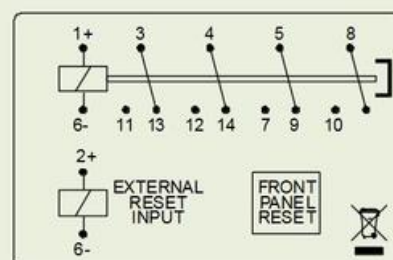 1+ 3 4 5 8
6- 11 13 12 14 7 9 10
2+
EXTERNAL
RESET
INPUT
FRONT
PANEL
RESET
6-